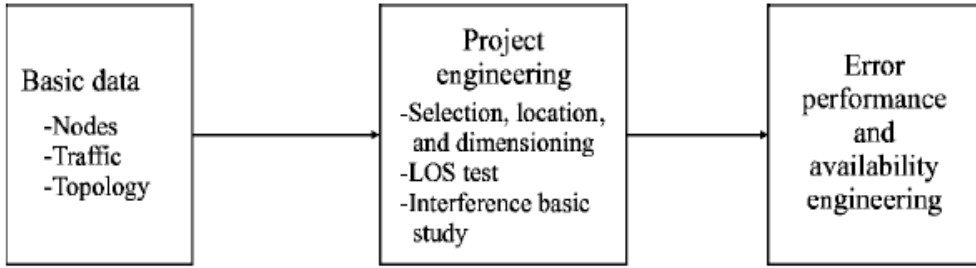 Basic data
-Nodes
-Traffic
-Topology
Project
engineering
-Selection, location,
and dimensioning
-LOS test
-Interference basic
study
Error
performance
and
availability
engineering